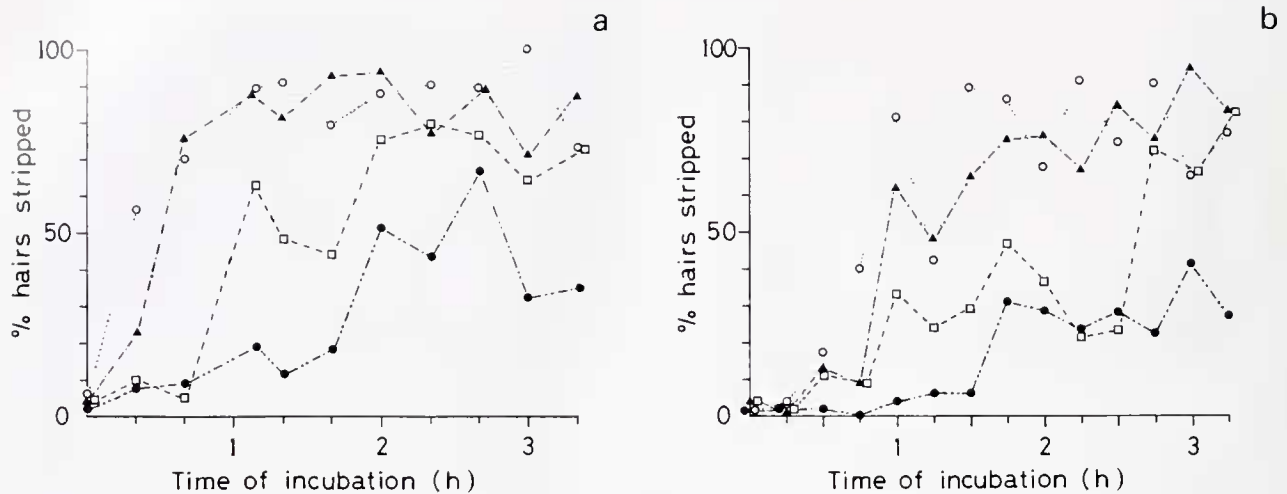 a
100
50
0
% hairs stripped
1 2 3
Time of incubation (h)
b
100
50
0
% hairs stripped
1 2 3
Time of incubation (h)